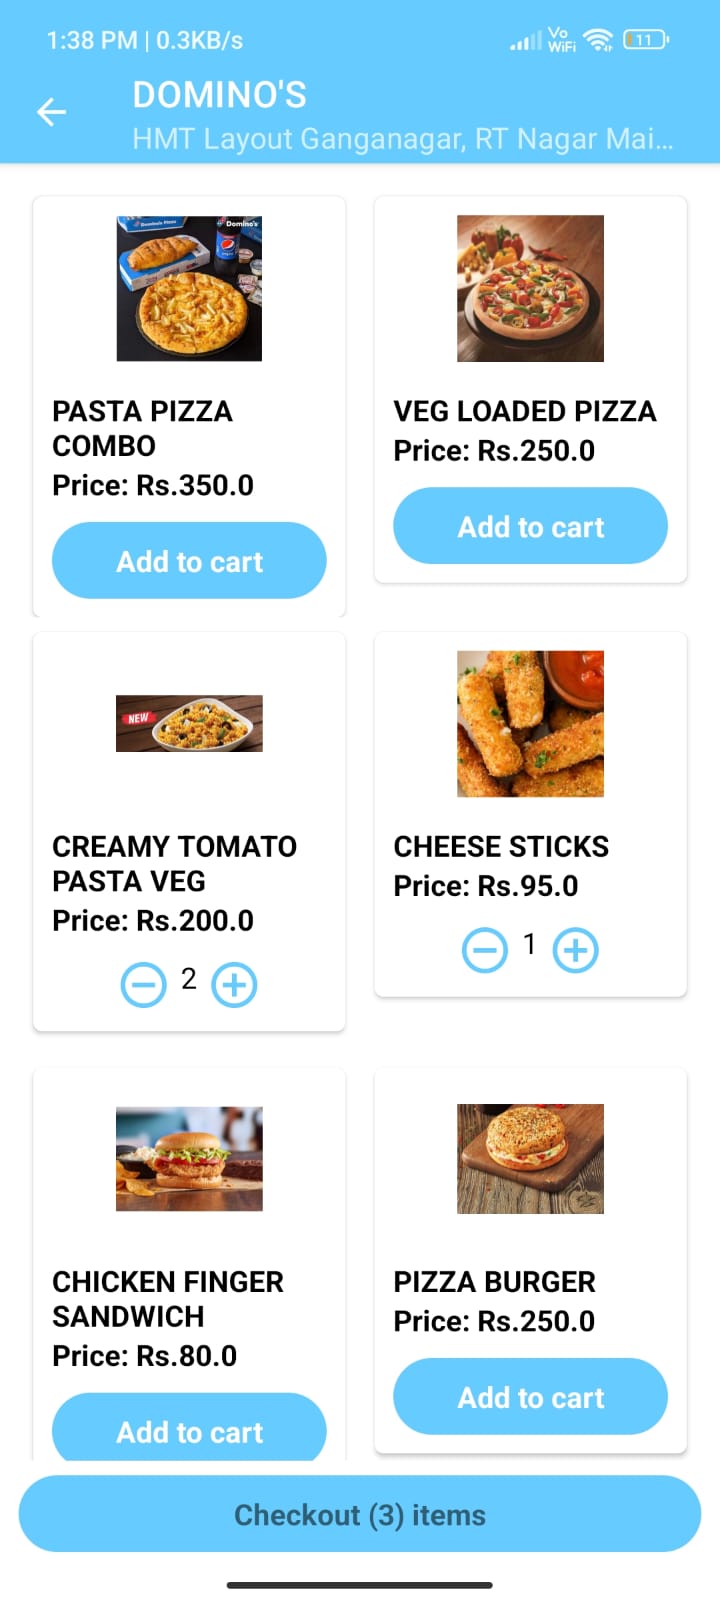 1:38 PM | 0.3KB/s
Vo
WiFi
11
DOMINO'S
HMT Layout Ganganagar, RT Nagar Mai...
Domino's
PASTA PIZZA
COMBO
Price: Rs.350.0
Add to cart
VEG LOADED PIZZA
Price: Rs.250.0
Add to cart
NEW
CREAMY TOMATO
PASTA VEG
Price: Rs.200.0
2
CHEESE STICKS
Price: Rs.95.0
1
CHICKEN FINGER
SANDWICH
Price: Rs.80.0
Add to cart
PIZZA BURGER
Price: Rs.250.0
Add to cart
Checkout (3) items